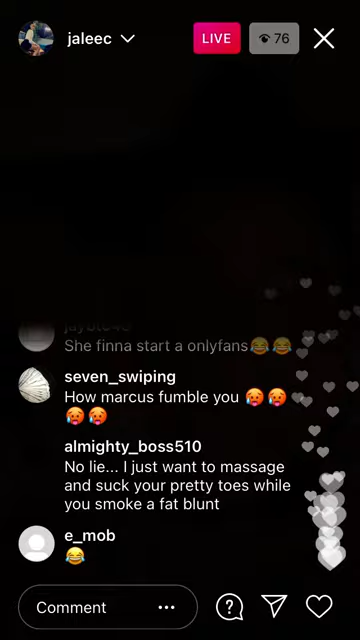 jaleec
LIVE
76
She finna start a onlyfans😂😂
seven_swiping
How marcus fumble you 🥵🥵
🥵🥵
almighty_boss510
No lie... I just want to massage
and suck your pretty toes while
you smoke a fat blunt
e_mob
😂
Comment